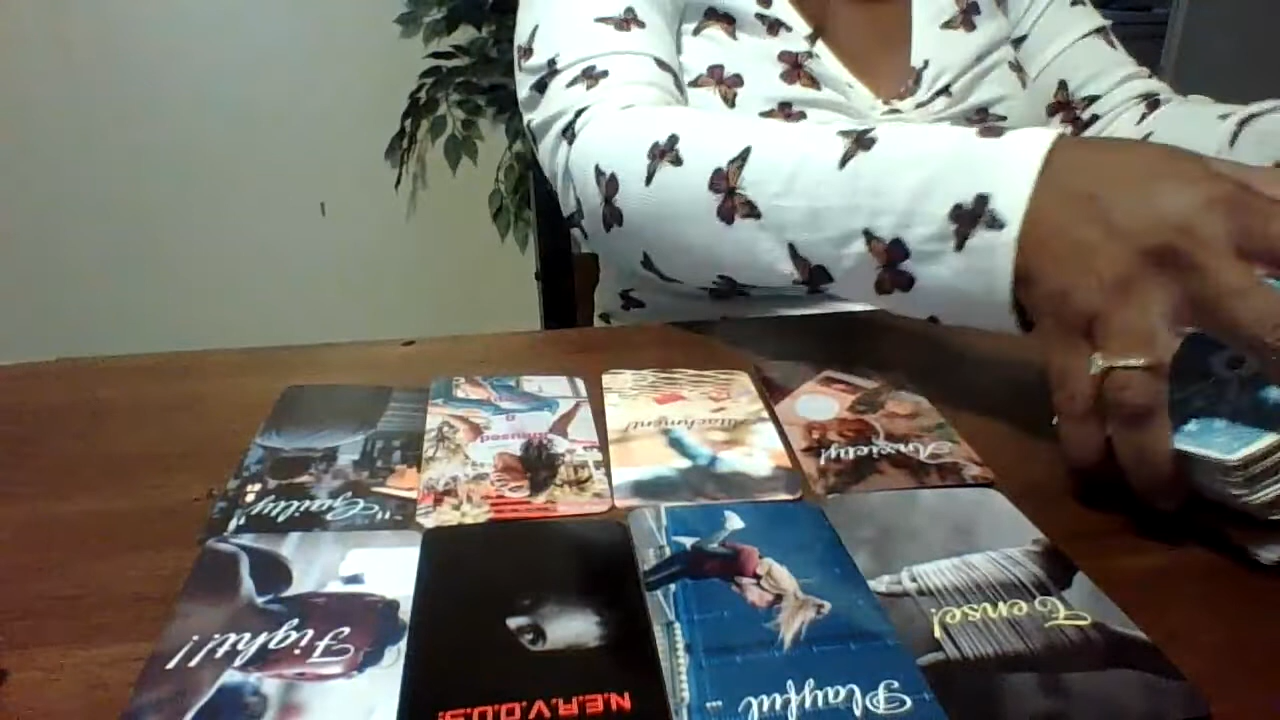 "Guilty"
Attachment!
Anxiety!
Fight!!
N.E.R.V.O.U.S!
Playful
Tense!